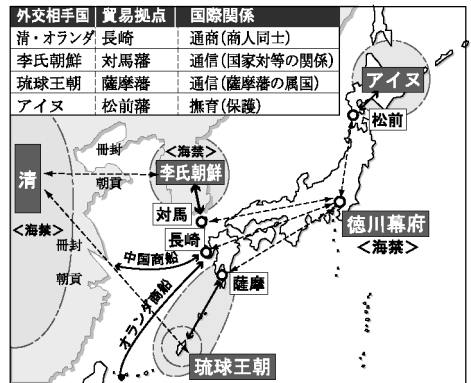 外交相手国 貿易拠点 国際関係
清・オランダ 長崎 通商(商人同士)
李氏朝鮮 対馬藩 通信(国家対等の関係)
琉球王朝 薩摩藩 通信(薩摩藩の属国)
アイヌ 松前藩 撫育(保護)
アイヌ
松前
冊封
<海禁>
清
李氏朝鮮
朝貢
対馬
徳川幕府
<海禁>
<海禁>
長崎
冊封
中国商船
薩摩
朝貢
オランダ商船
琉球王朝